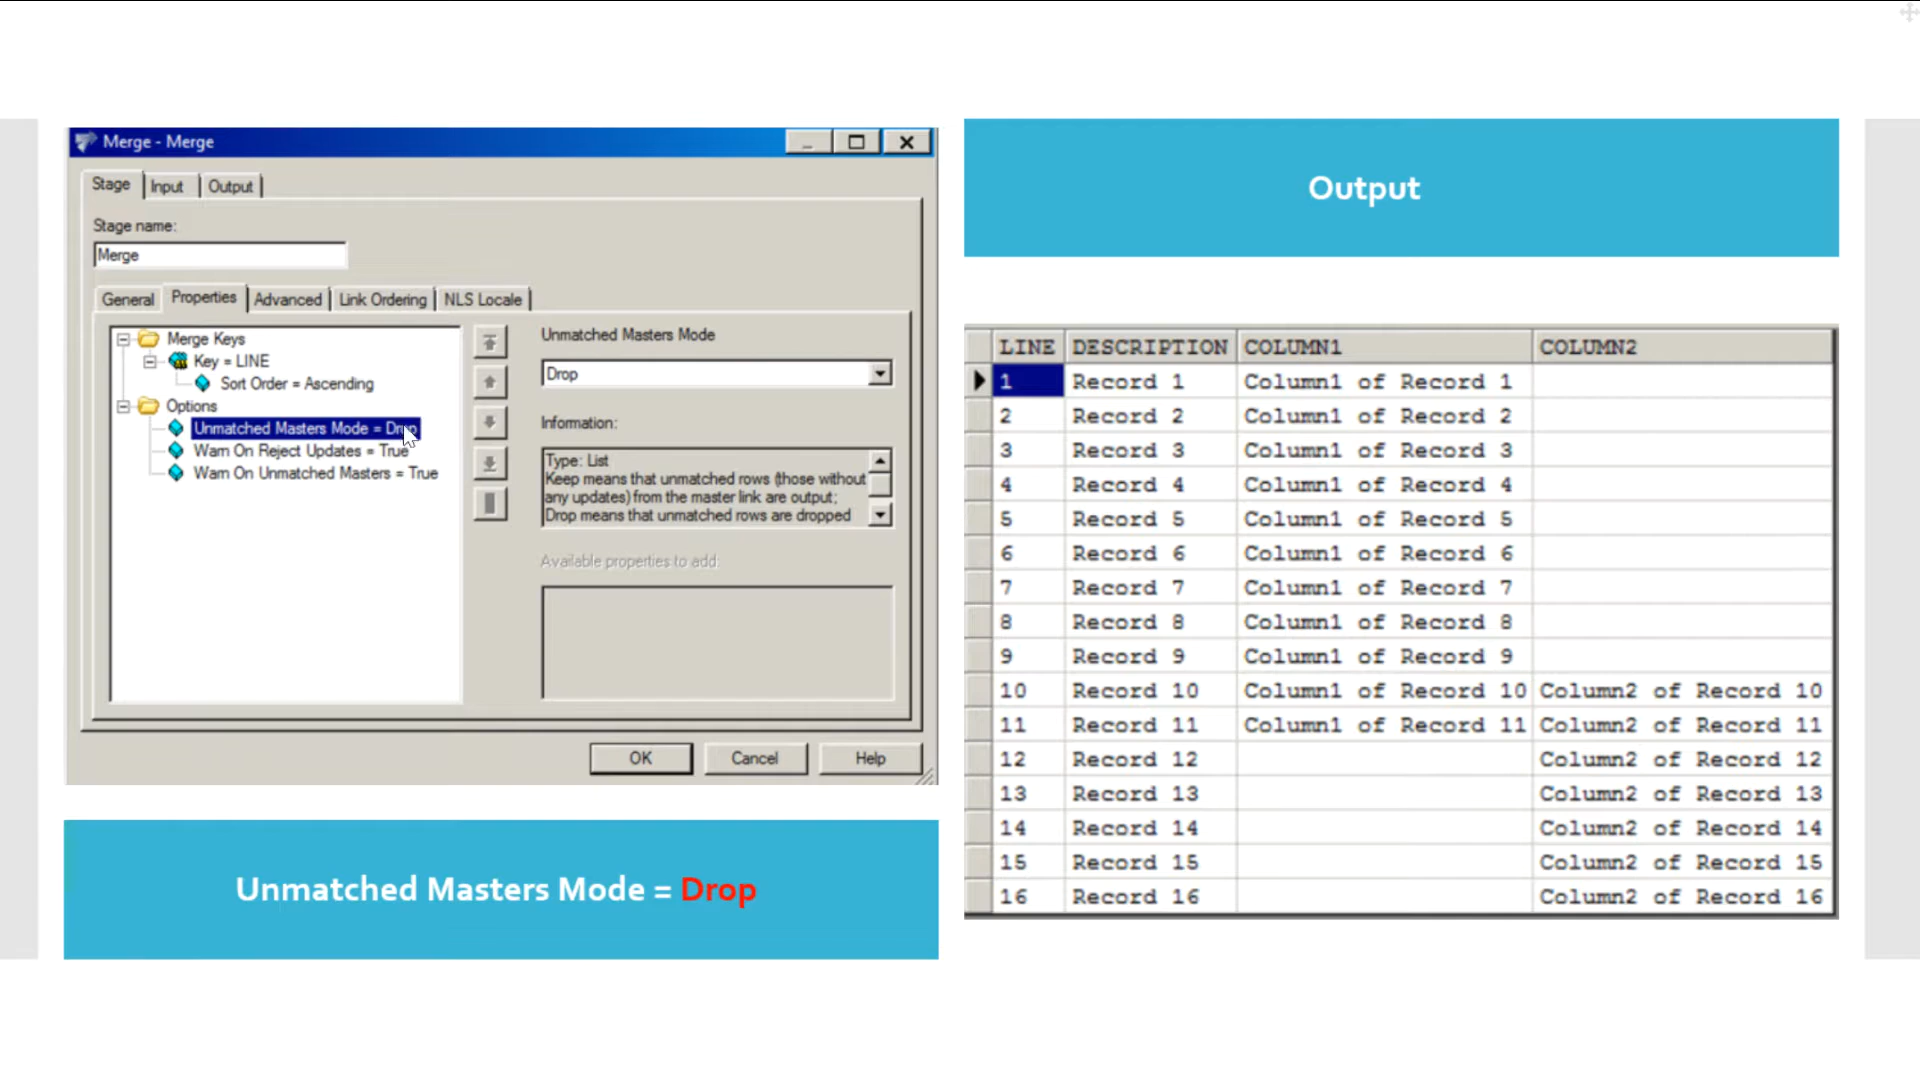 Merge - Merge
Stage Input Output
Stage name:
Merge
General Properties Advanced Link Ordering NLS Locale
Merge Keys
Key = LINE
Sort Order = Ascending
Options
Unmatched Masters Mode = Drop
Warn On Reject Updates = True
Warn On Unmatched Masters = True
Unmatched Masters Mode
Drop
Information:
Type: List
Keep means that unmatched rows (those without
any updates) from the master link are output;
Drop means that unmatched rows are dropped
Available properties to add:
OK Cancel Help
Unmatched Masters Mode = Drop
Output
LINE DESCRIPTION COLUMN1 COLUMN2
1 Record 1 Column1 of Record 1
2 Record 2 Column1 of Record 2
3 Record 3 Column1 of Record 3
4 Record 4 Column1 of Record 4
5 Record 5 Column1 of Record 5
6 Record 6 Column1 of Record 6
7 Record 7 Column1 of Record 7
8 Record 8 Column1 of Record 8
9 Record 9 Column1 of Record 9
10 Record 10 Column1 of Record 10 Column2 of Record 10
11 Record 11 Column1 of Record 11 Column2 of Record 11
12 Record 12 Column2 of Record 12
13 Record 13 Column2 of Record 13
14 Record 14 Column2 of Record 14
15 Record 15 Column2 of Record 15
16 Record 16 Column2 of Record 16